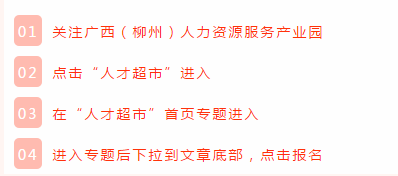 01 关注广西（柳州）人力资源服务产业园
02 点击“人才超市”进入
03 在“人才超市”首页专题进入
04 进入专题后下拉到文章底部，点击报名